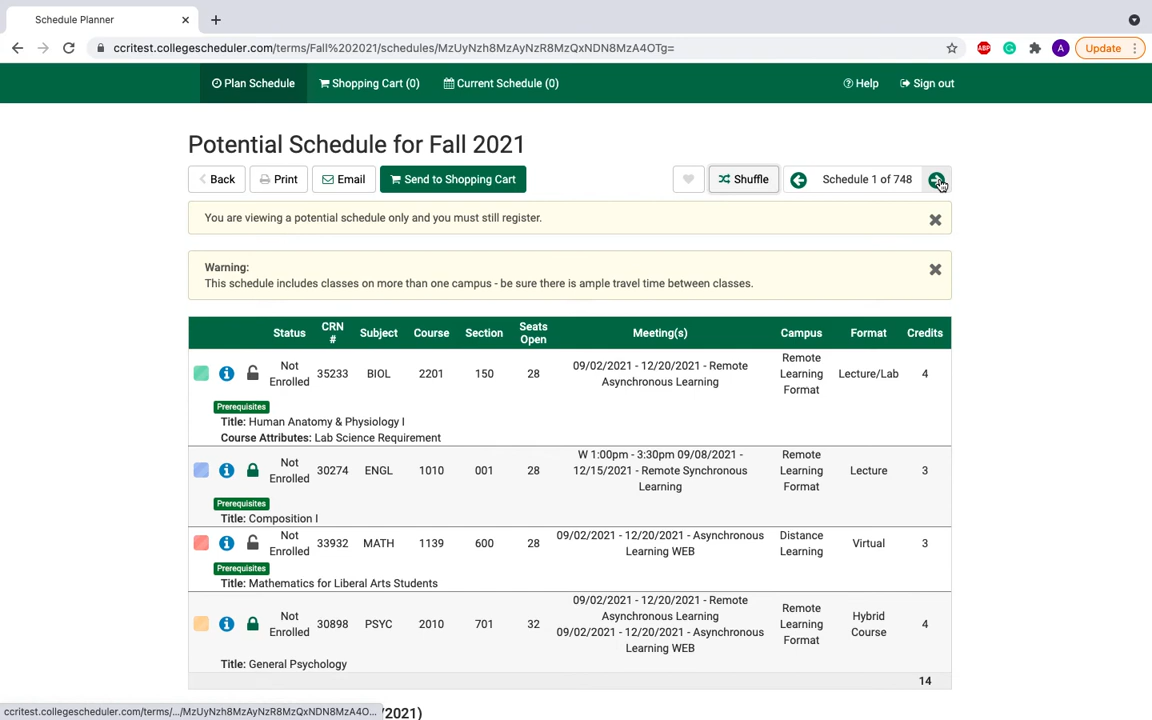 Schedule Planner
ccritest.collegescheduler.com/terms/Fall%202021/schedules/MzUyNzh8MzAyNzR8MzQxNDN8MzA4OTg=
ABP
A
Update
Plan Schedule
Shopping Cart (0)
Current Schedule (0)
Help
Sign out
Potential Schedule for Fall 2021
Back
Print
Email
Send to Shopping Cart
Shuffle
Schedule 1 of 748
You are viewing a potential schedule only and you must still register.
Warning:
This schedule includes classes on more than one campus - be sure there is ample travel time between classes.
Status CRN # Subject Course Section Seats Open Meeting(s) Campus Format Credits
Not Enrolled 35233 BIOL 2201 150 28 09/02/2021 - 12/20/2021 - Remote Asynchronous Learning Remote Learning Format Lecture/Lab 4
Prerequisites
Title: Human Anatomy & Physiology I
Course Attributes: Lab Science Requirement
Not Enrolled 30274 ENGL 1010 001 28 W 1:00pm - 3:30pm 09/08/2021 - 12/15/2021 - Remote Synchronous Learning Remote Learning Format Lecture 3
Prerequisites
Title: Composition I
Not Enrolled 33932 MATH 1139 600 28 09/02/2021 - 12/20/2021 - Asynchronous Learning WEB Distance Learning Virtual 3
Prerequisites
Title: Mathematics for Liberal Arts Students
Not Enrolled 30898 PSYC 2010 701 32 09/02/2021 - 12/20/2021 - Remote Asynchronous Learning 09/02/2021 - 12/20/2021 - Asynchronous Learning WEB Remote Learning Format Hybrid Course 4
Title: General Psychology
14
ccritest.collegescheduler.com/terms/.../MzUyNzh8MzAyNzR8MzQxNDN8MzA4O...
/2021)